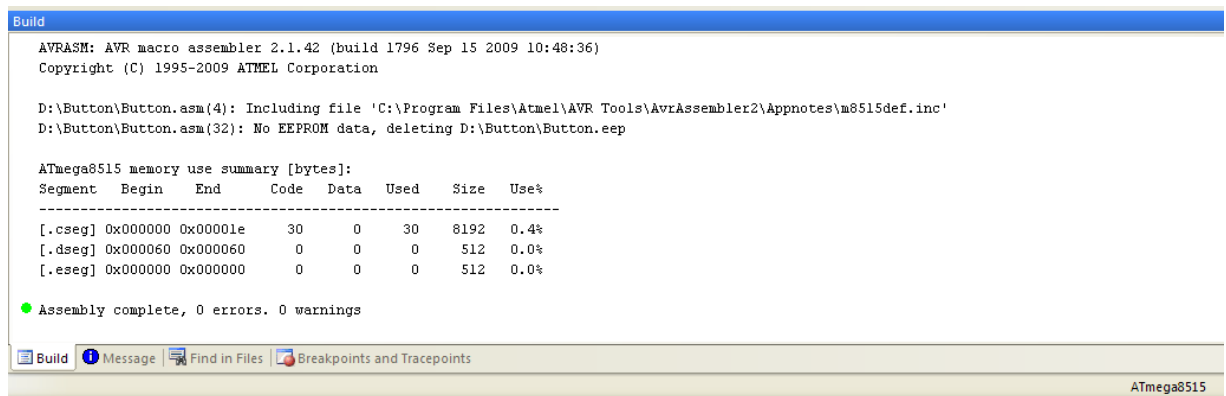 Build
AVRASM: AVR macro assembler 2.1.42 (build 1796 Sep 15 2009 10:48:36)
Copyright (C) 1995-2009 ATMEL Corporation
D:\Button\Button.asm(4): Including file 'C:\Program Files\Atmel\AVR Tools\AvrAssembler2\Appnotes\m8515def.inc'
D:\Button\Button.asm(32): No EEPROM data, deleting D:\Button\Button.eep
ATmega8515 memory use summary [bytes]:
Segment   Begin    End      Code   Data   Used    Size   Use%
---------------------------------------------------------------
[.cseg] 0x000000 0x00001e     30      0     30    8192   0.4%
[.dseg] 0x000060 0x000060      0      0      0     512   0.0%
[.eseg] 0x000000 0x000000      0      0      0     512   0.0%
Assembly complete, 0 errors. 0 warnings
Build Message Find in Files Breakpoints and Tracepoints
ATmega8515